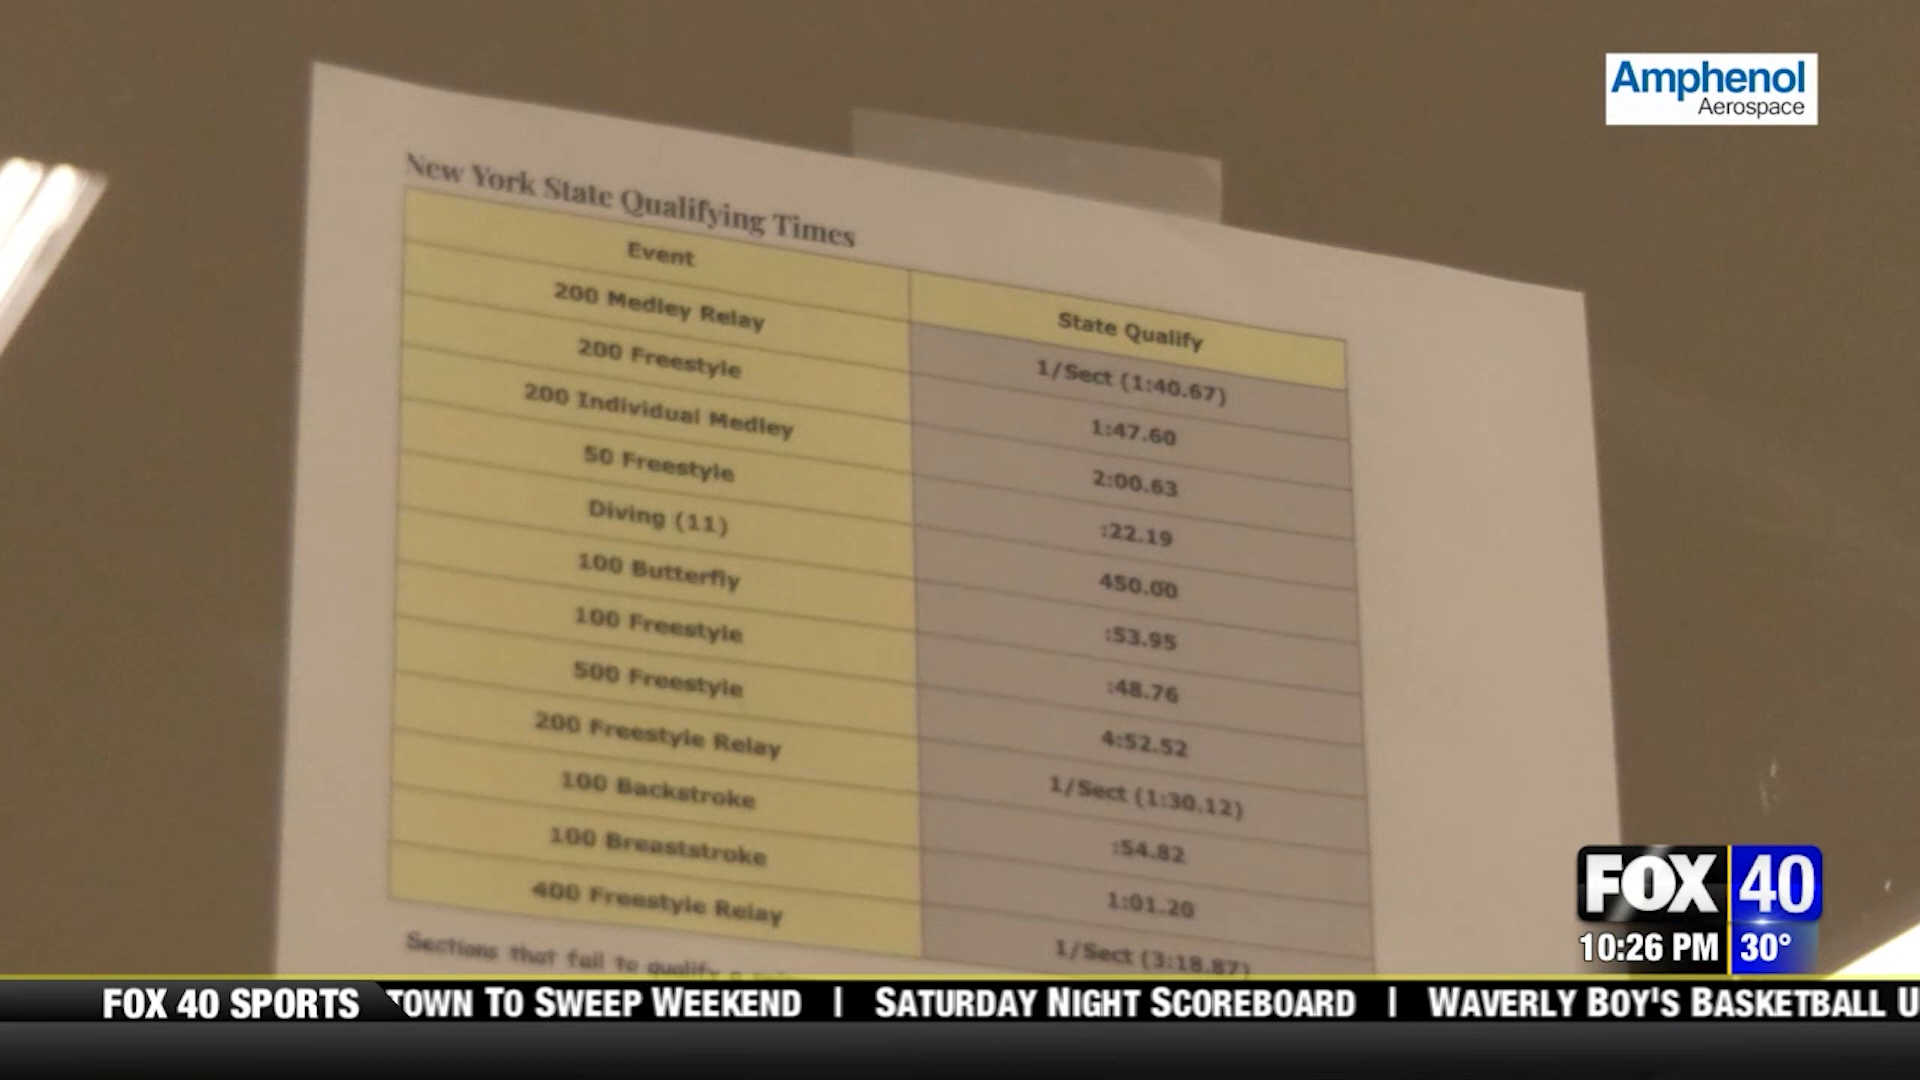 Amphenol
Aerospace
New York State Qualifying Times
Event State Qualify
200 Medley Relay 1/Sect (1:40.67)
200 Freestyle 1:47.60
200 Individual Medley 2:00.63
50 Freestyle :22.19
Diving (11) 450.00
100 Butterfly :53.95
100 Freestyle :48.76
500 Freestyle 4:52.52
200 Freestyle Relay 1/Sect (1:30.12)
100 Backstroke :54.82
100 Breaststroke 1:01.20
400 Freestyle Relay 1/Sect (3:18.87)
Sections that fail to qualify a
FOX 40
10:26 PM 30°
FOX 40 SPORTS TOWN TO SWEEP WEEKEND | SATURDAY NIGHT SCOREBOARD | WAVERLY BOY'S BASKETBALL U